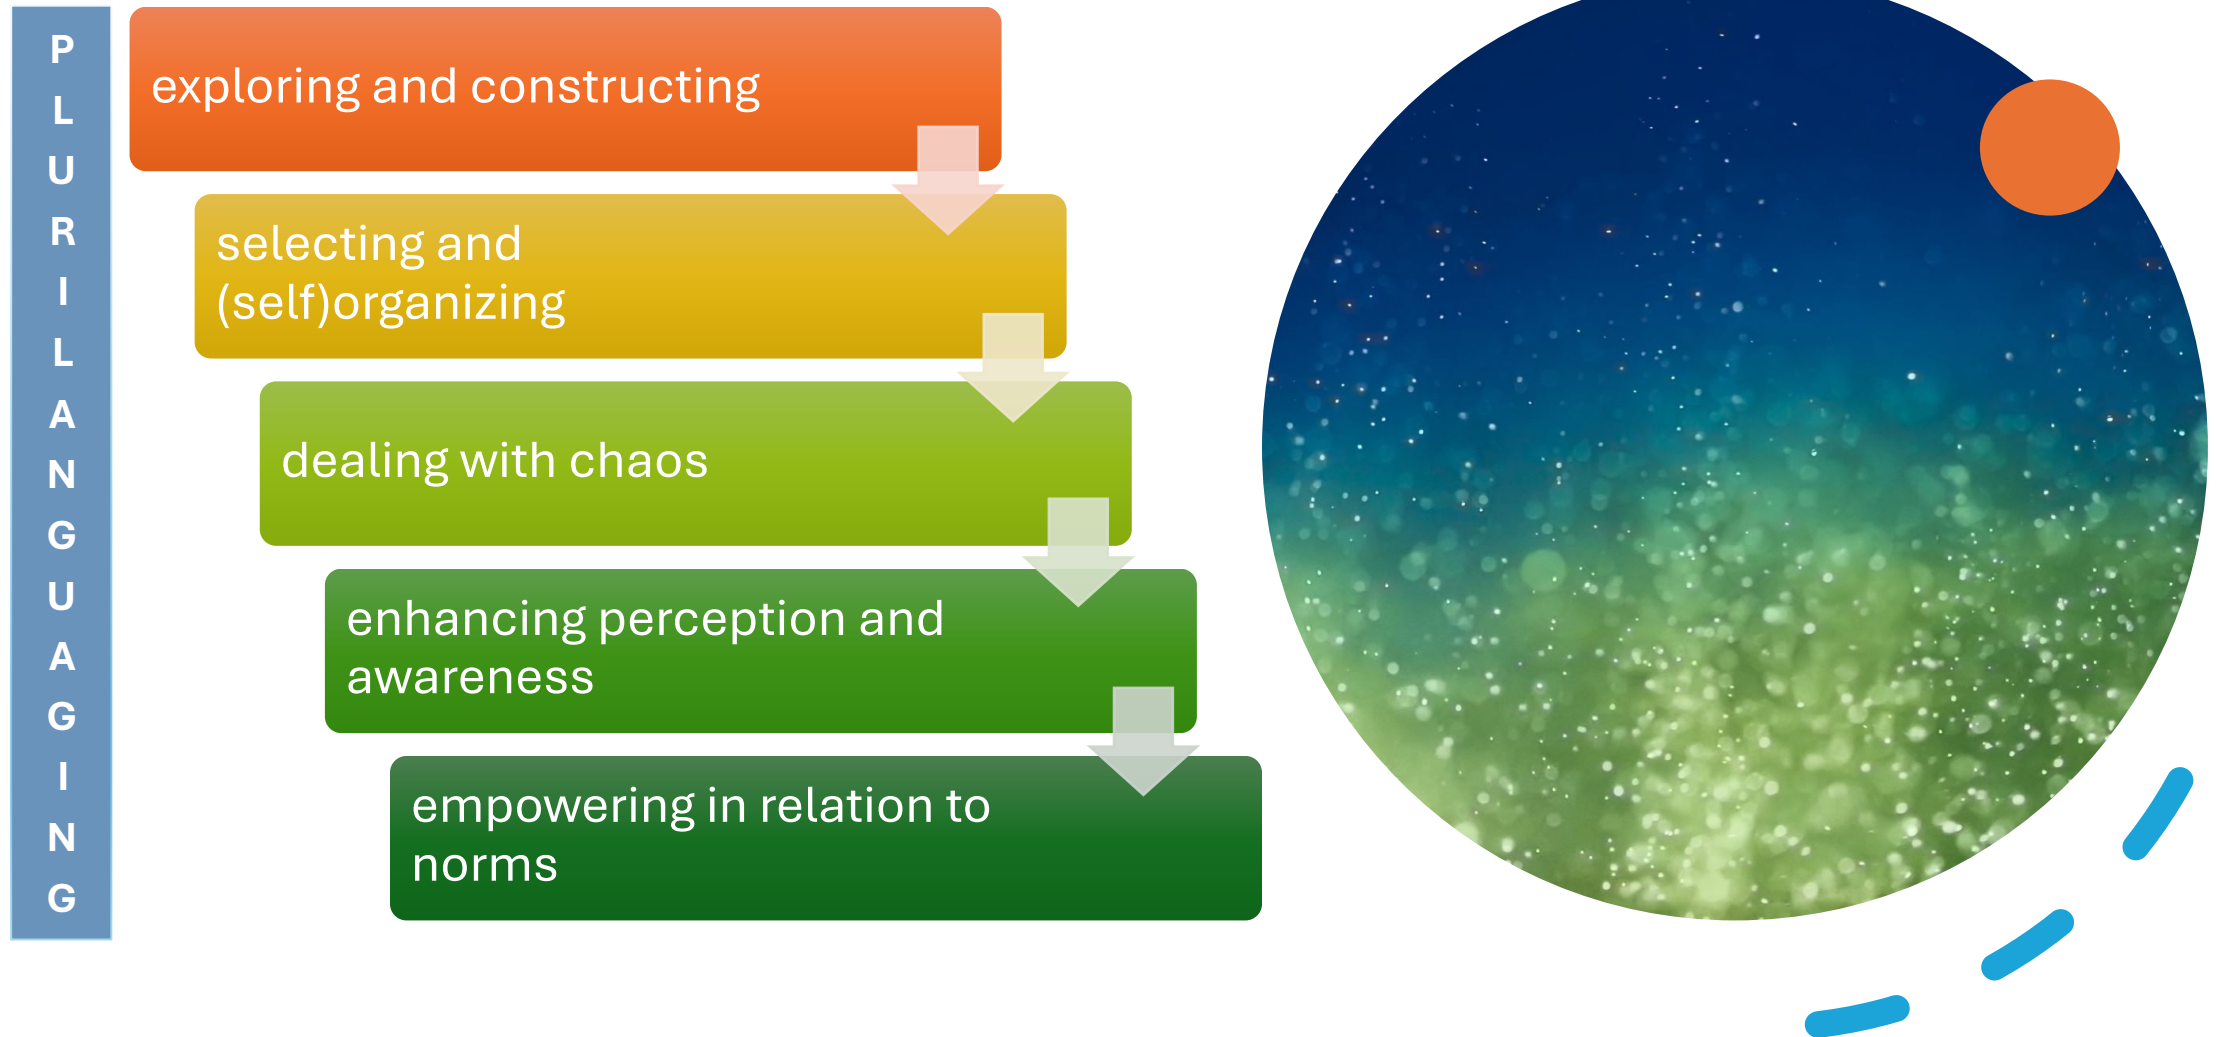 PLURILANGUAGING
exploring and constructing
selecting and
(self)organizing
dealing with chaos
enhancing perception and
awareness
empowering in relation to
norms